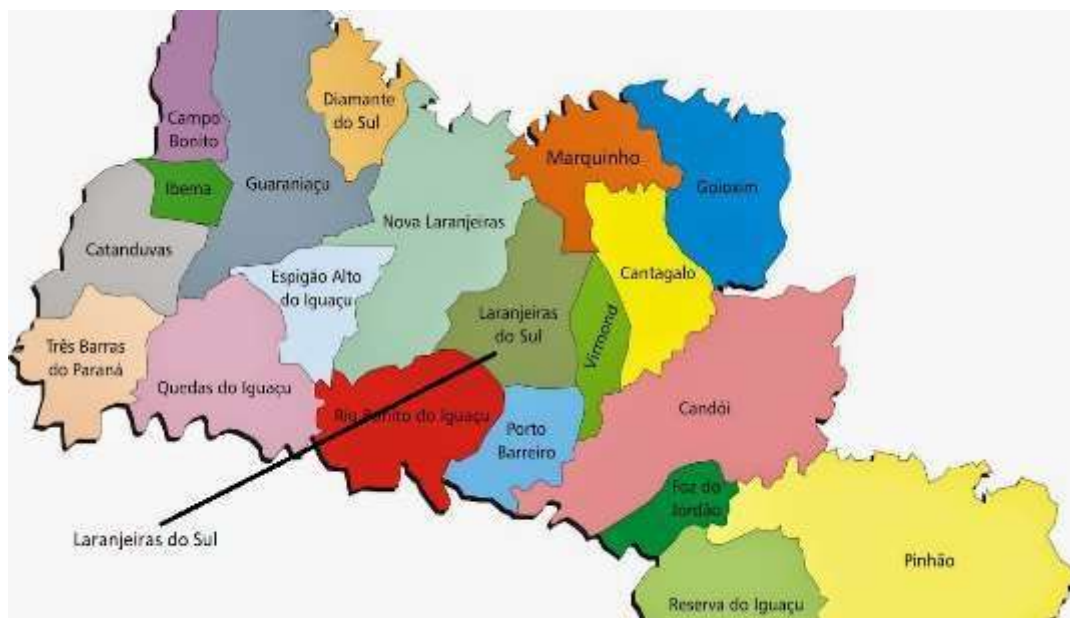 Diamante
do Sul
Campo
Bonito
Marquinho
Ibema
Guaraniaçu
Goioxim
Nova Laranjeiras
Catanduvas
Espigão Alto
do Iguaçu
Cantagalo
Laranjeiras
do Sul
Virmond
Três Barras
do Paraná
Quedas do Iguaçu
Rio Bonito do Iguaçu
Candói
Porto
Barreiro
Foz do
Jordão
Laranjeiras do Sul
Pinhão
Reserva do Iguaçu